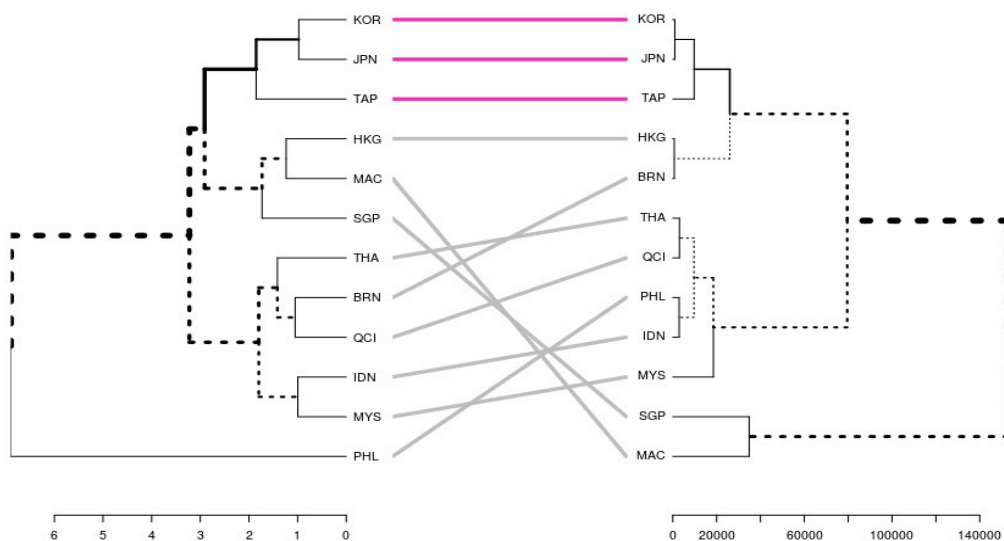 KOR KOR
JPN JPN
TAP TAP
HKG HKG
MAC BRN
SGP THA
THA QCI
BRN PHL
QCI IDN
IDN MYS
MYS SGP
PHL MAC
6 5 4 3 2 1 0 0 20000 60000 100000 140000